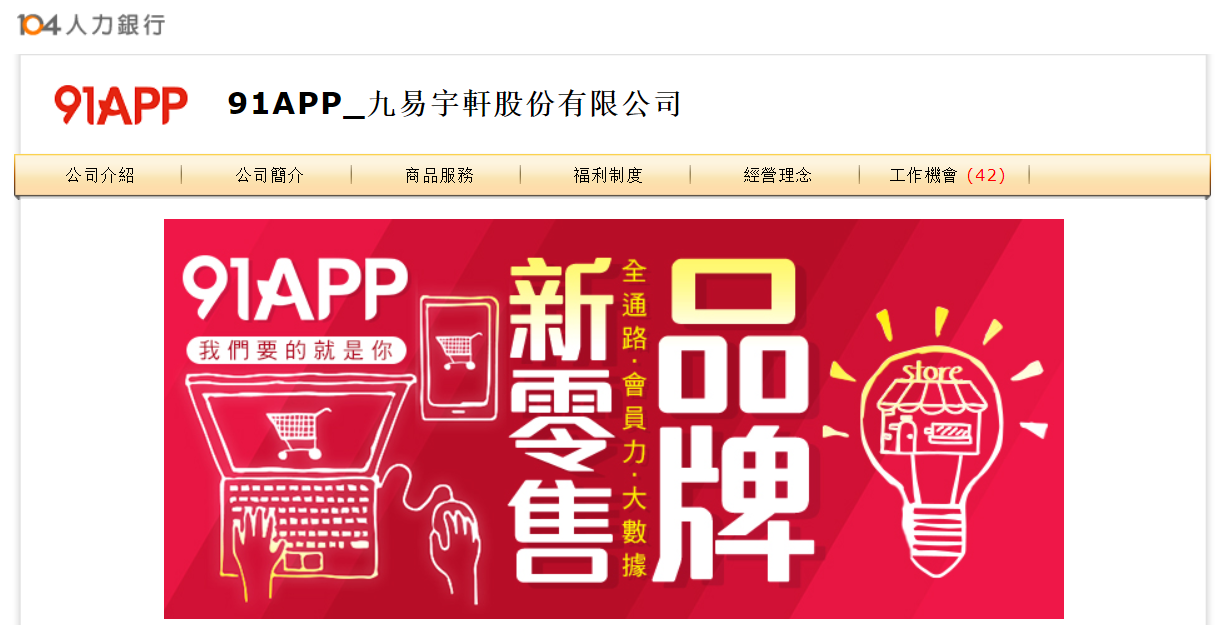 104人力銀行
91APP 91APP_九易宇軒股份有限公司
公司介紹 公司簡介 商品服務 福利制度 經營理念 工作機會 (42)
91APP
我們要的就是你
品牌
全通路·會員力·大數據
新零售
store